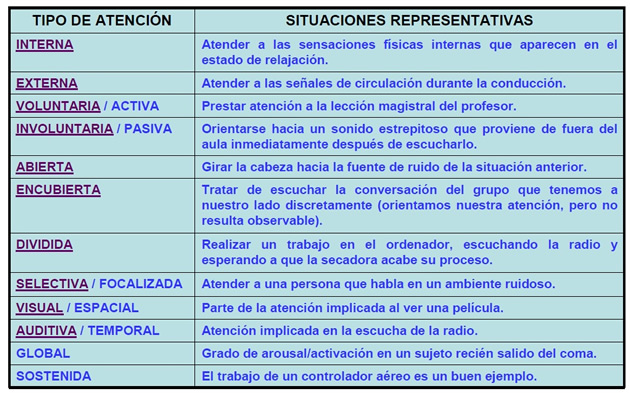 TIPO DE ATENCIÓN
SITUACIONES REPRESENTATIVAS
INTERNA
Atender a las sensaciones físicas internas que aparecen en el
estado de relajación.
EXTERNA
Atender a las señales de circulación durante la conducción.
VOLUNTARIA / ACTIVA
Prestar atención a la lección magistral del profesor.
INVOLUNTARIA / PASIVA
Orientarse hacia un sonido estrepitoso que proviene de fuera del
aula inmediatamente después de escucharlo.
ABIERTA
Girar la cabeza hacia la fuente de ruido de la situación anterior.
ENCUBIERTA
Tratar de escuchar la conversación del grupo que tenemos a
nuestro lado discretamente (orientamos nuestra atención, pero no
resulta observable).
DIVIDIDA
Realizar un trabajo en el ordenador, escuchando la radio y
esperando a que la secadora acabe su proceso.
SELECTIVA / FOCALIZADA
Atender a una persona que habla en un ambiente ruidoso.
VISUAL / ESPACIAL
Parte de la atención implicada al ver una película.
AUDITIVA / TEMPORAL
Atención implicada en la escucha de la radio.
GLOBAL
Grado de arousal/activación en un sujeto recién salido del coma.
SOSTENIDA
El trabajo de un controlador aéreo es un buen ejemplo.